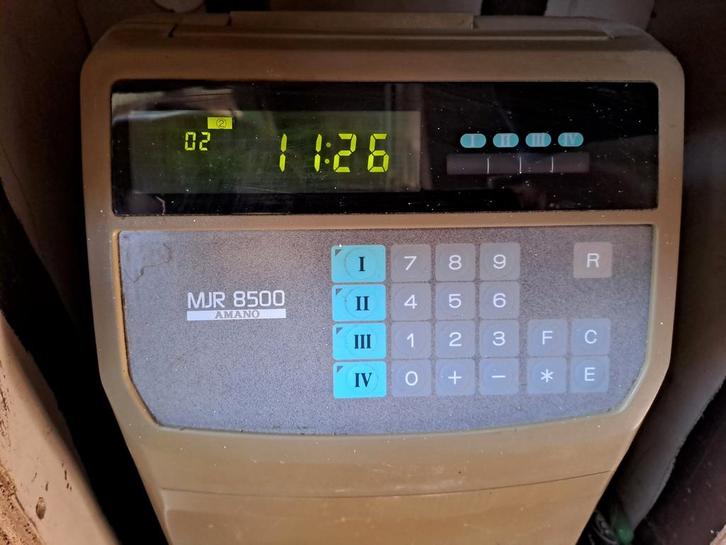 ②
02 11:26
I II III IV
I 7 8 9 R
MJR 8500
AMANO
II 4 5 6
III 1 2 3 F C
IV 0 + - * E